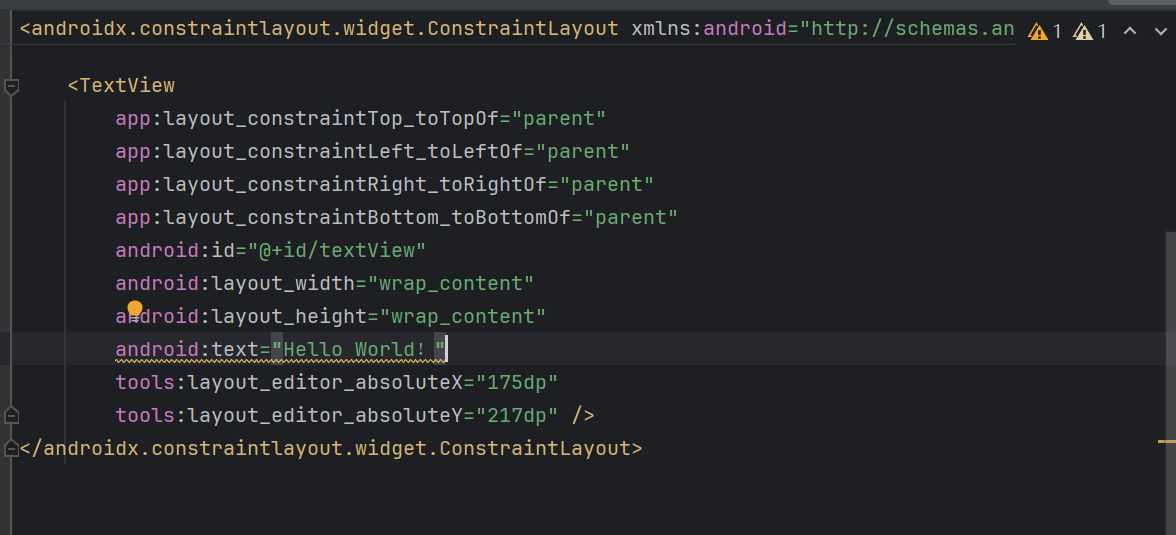 <androidx.constraintlayout.widget.ConstraintLayout xmlns:android="http://schemas.an 1 1
<TextView
app:layout_constraintTop_toTopOf="parent"
app:layout_constraintLeft_toLeftOf="parent"
app:layout_constraintRight_toRightOf="parent"
app:layout_constraintBottom_toBottomOf="parent"
android:id="@+id/textView"
android:layout_width="wrap_content"
android:layout_height="wrap_content"
android:text="Hello World！"
tools:layout_editor_absoluteX="175dp"
tools:layout_editor_absoluteY="217dp" />
</androidx.constraintlayout.widget.ConstraintLayout>